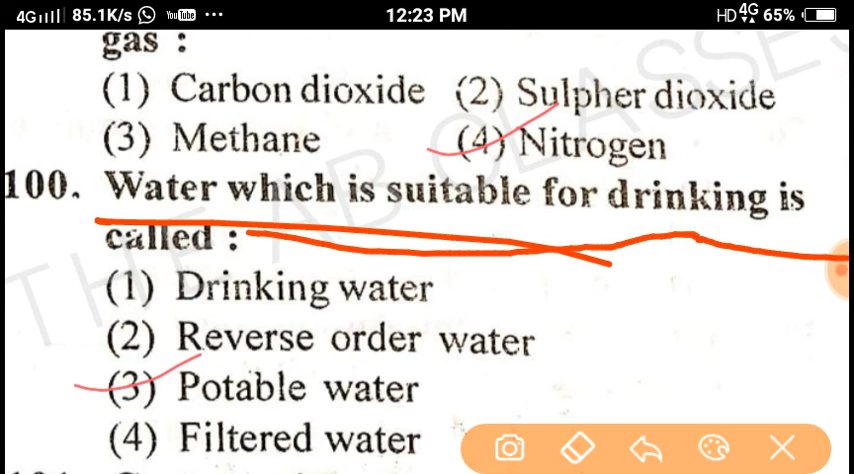 4G 85.1K/s YouTube ... 12:23 PM HD 4G 65%
gas :
(1) Carbon dioxide (2) Sulpher dioxide
(3) Methane (4) Nitrogen
100. Water which is suitable for drinking is
called :
(1) Drinking water
(2) Reverse order water
(3) Potable water
(4) Filtered water
THE AB CLASSES